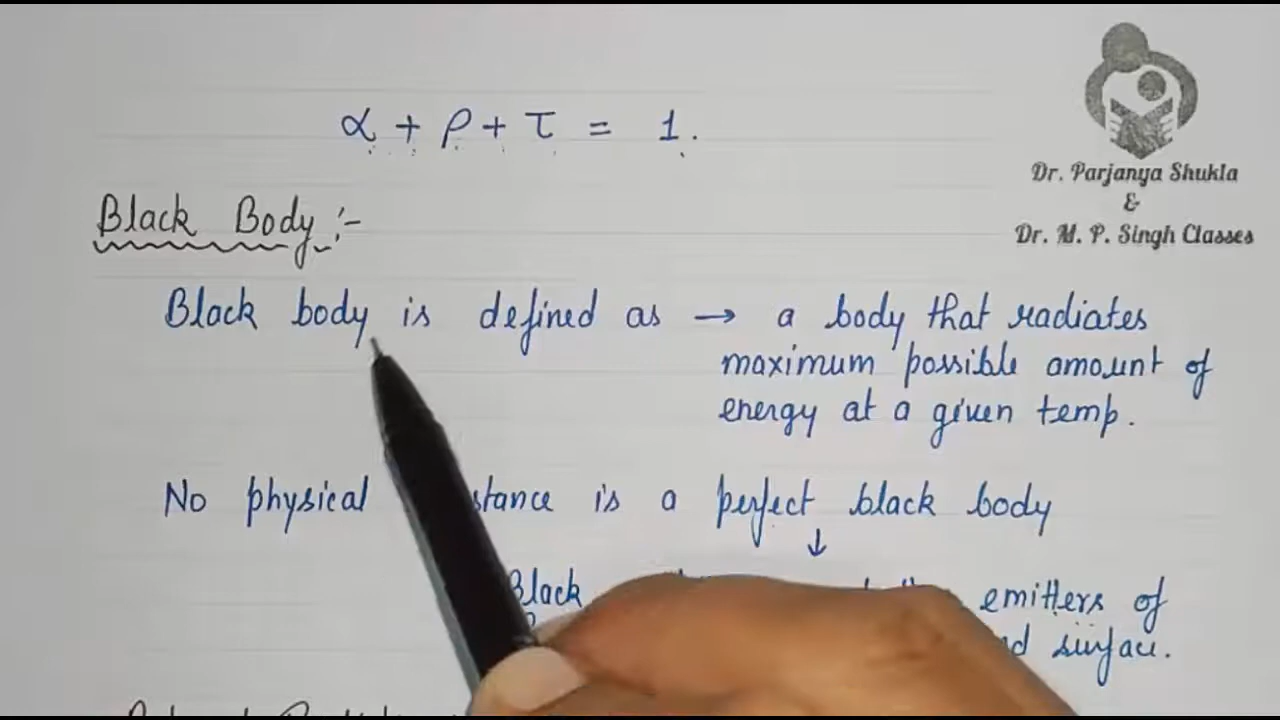 α + ρ + τ = 1.
Dr. Parjanya Shukla
&
Dr. M. P. Singh Classes
Black Body :-
Black body is defined as → a body that radiates
maximum possible amount of
energy at a given temp.
No physical stance is a perfect black body
↓
Black emitters of
surface.